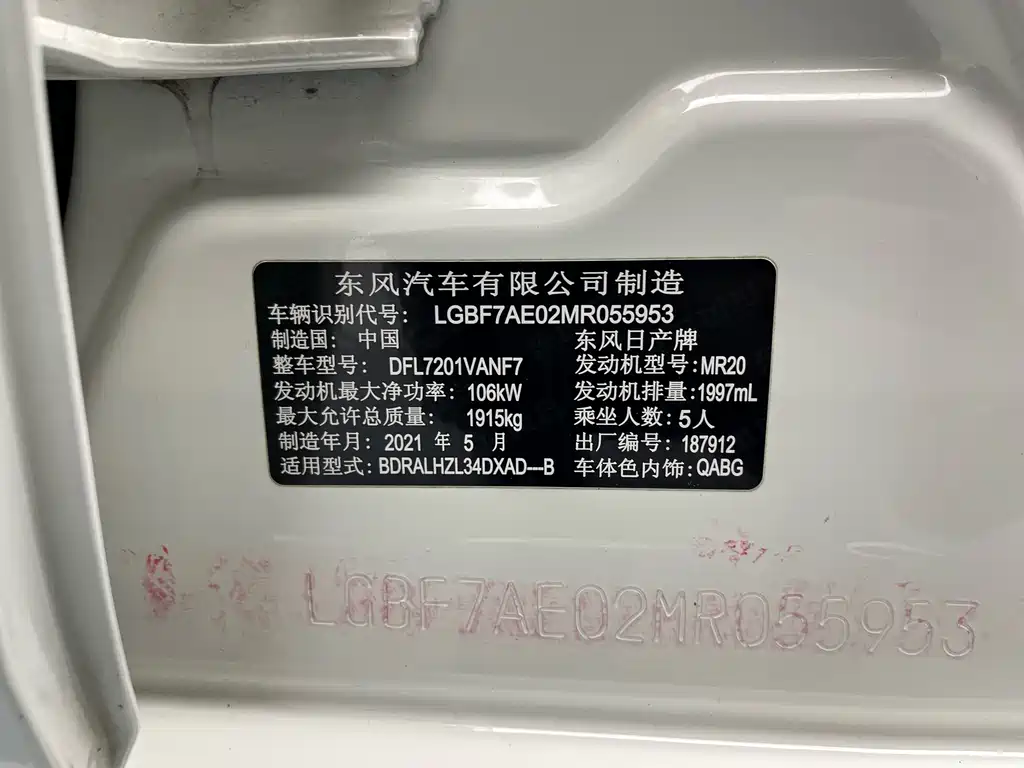 东风汽车有限公司制造
车辆识别代号: LGBF7AE02MR055953
制造国: 中国 东风日产牌
整车型号: DFL7201VANF7 发动机型号:MR20
发动机最大净功率: 106kW 发动机排量:1997mL
最大允许总质量: 1915kg 乘坐人数: 5人
制造年月: 2021 年 5 月 出厂编号: 187912
适用型式: BDRALHZL34DXAD---B 车体色内饰:QABG
LGBF7AE02MR055953